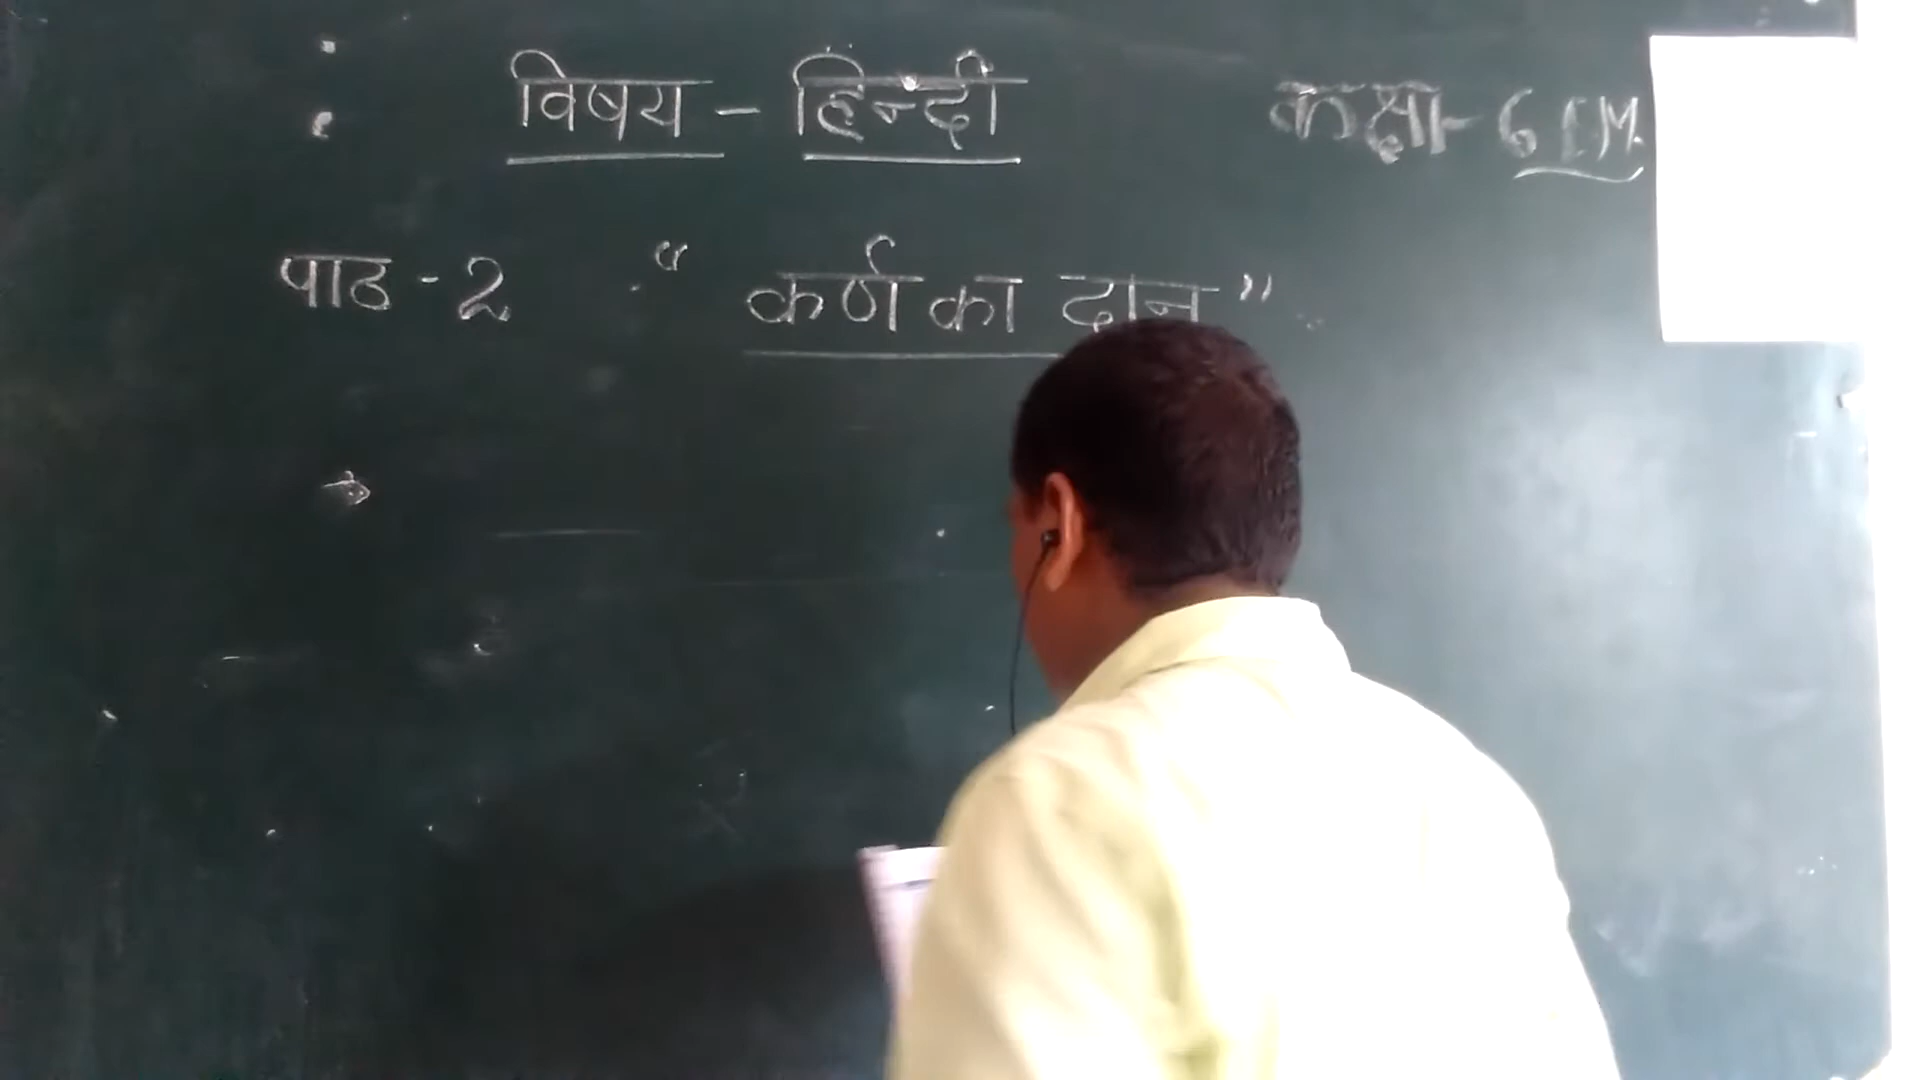 विषय - हिन्दी कक्षा - 6 E.M.
पाठ - 2 “ कर्ण का दान ”